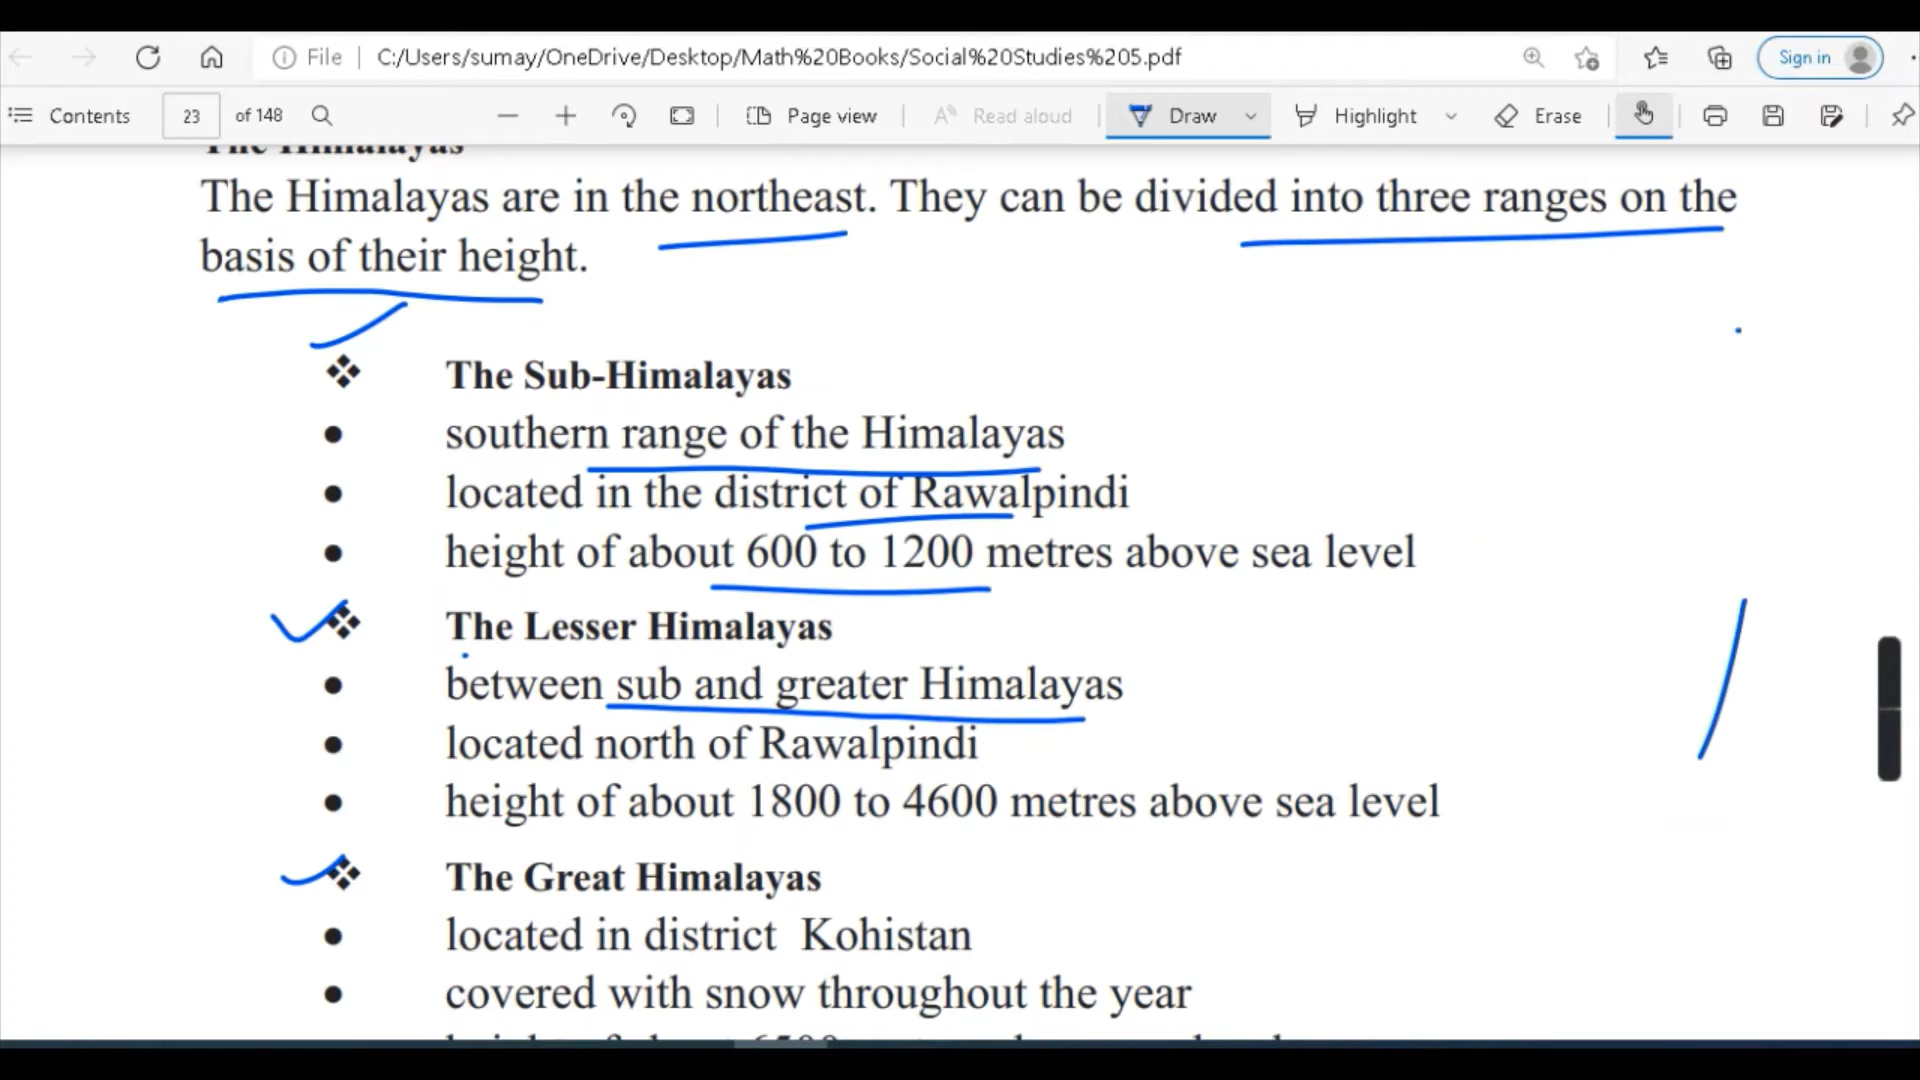 File | C:/Users/sumay/OneDrive/Desktop/Math%20Books/Social%20Studies%205.pdf
Sign in
Contents 23 of 148 Page view Read aloud Draw Highlight Erase
The Himalayas
The Himalayas are in the northeast. They can be divided into three ranges on the
basis of their height.
❖ The Sub-Himalayas
● southern range of the Himalayas
● located in the district of Rawalpindi
● height of about 600 to 1200 metres above sea level
❖ The Lesser Himalayas
● between sub and greater Himalayas
● located north of Rawalpindi
● height of about 1800 to 4600 metres above sea level
❖ The Great Himalayas
● located in district Kohistan
● covered with snow throughout the year